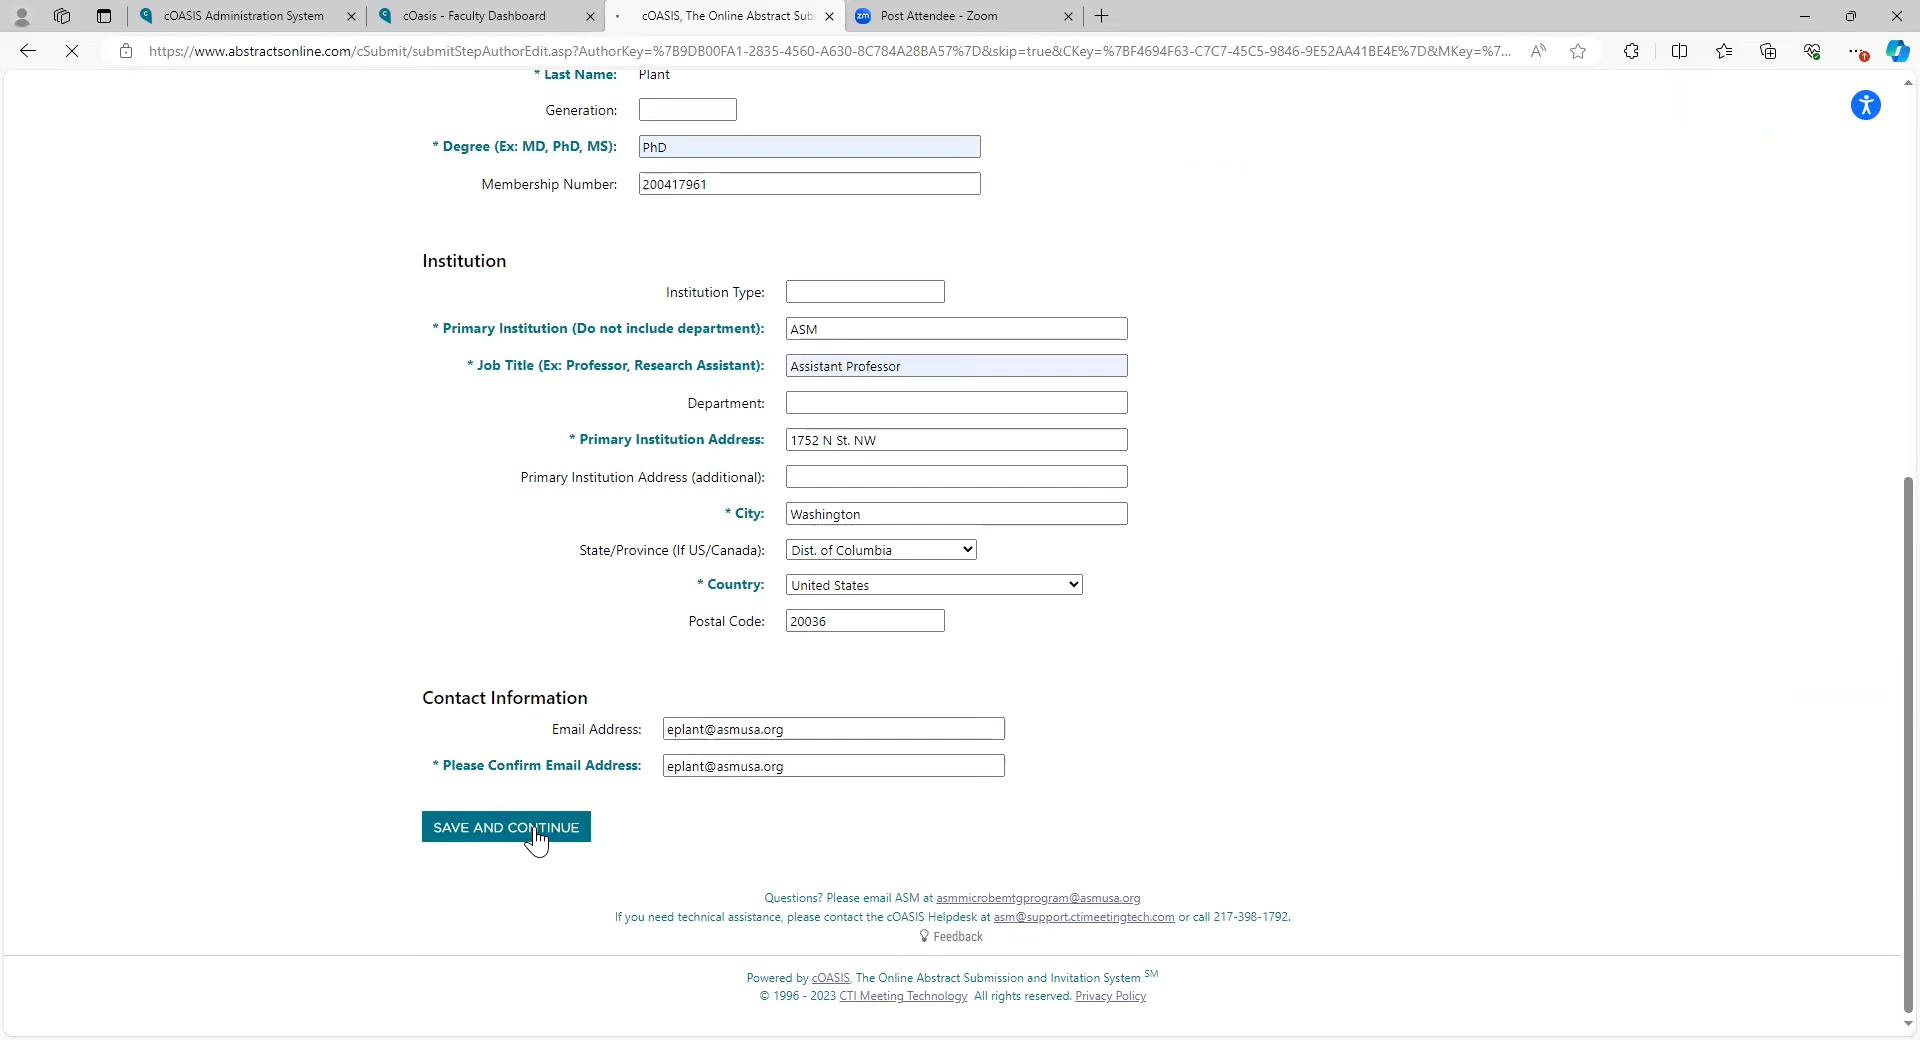 cOASIS Administration System
cOasis - Faculty Dashboard
cOASIS, The Online Abstract Sub
zm Post Attendee - Zoom
https://www.abstractsonline.com/cSubmit/submitStepAuthorEdit.asp?AuthorKey=%7B9DB00FA1-2835-4560-A630-8C784A28BA57%7D&skip=true&CKey=%7BF4694F63-C7C7-45C5-9846-9E52AA41BE4E%7D&MKey=%7...
* Last Name: Plant
Generation:
* Degree (Ex: MD, PhD, MS): PhD
Membership Number: 200417961
Institution
Institution Type:
* Primary Institution (Do not include department): ASM
* Job Title (Ex: Professor, Research Assistant): Assistant Professor
Department:
* Primary Institution Address: 1752 N St. NW
Primary Institution Address (additional):
* City: Washington
State/Province (If US/Canada): Dist. of Columbia
* Country: United States
Postal Code: 20036
Contact Information
Email Address: eplant@asmusa.org
* Please Confirm Email Address: eplant@asmusa.org
SAVE AND CONTINUE
Questions? Please email ASM at asmmicrobemtgprogram@asmusa.org
If you need technical assistance, please contact the cOASIS Helpdesk at asm@support.ctimeetingtech.com or call 217-398-1792.
Feedback
Powered by cOASIS, The Online Abstract Submission and Invitation System SM
© 1996 - 2023 CTI Meeting Technology All rights reserved. Privacy Policy